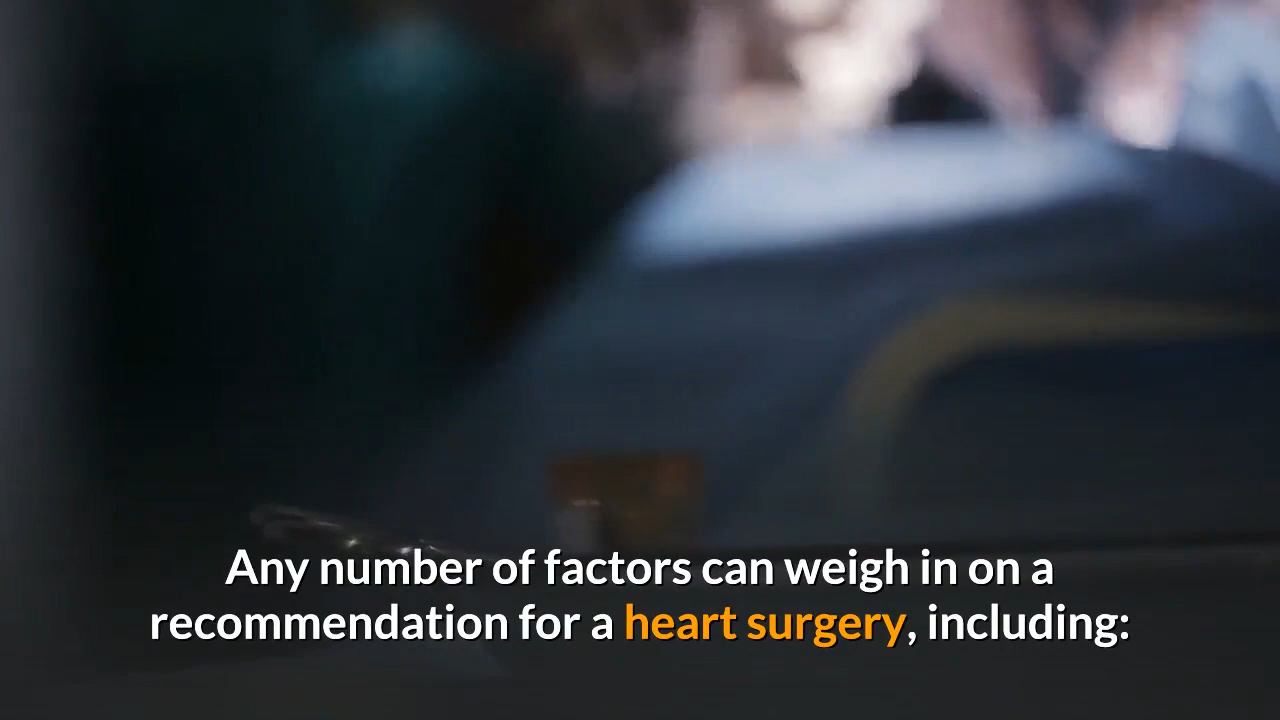 Any number of factors can weigh in on a
recommendation for a heart surgery, including: